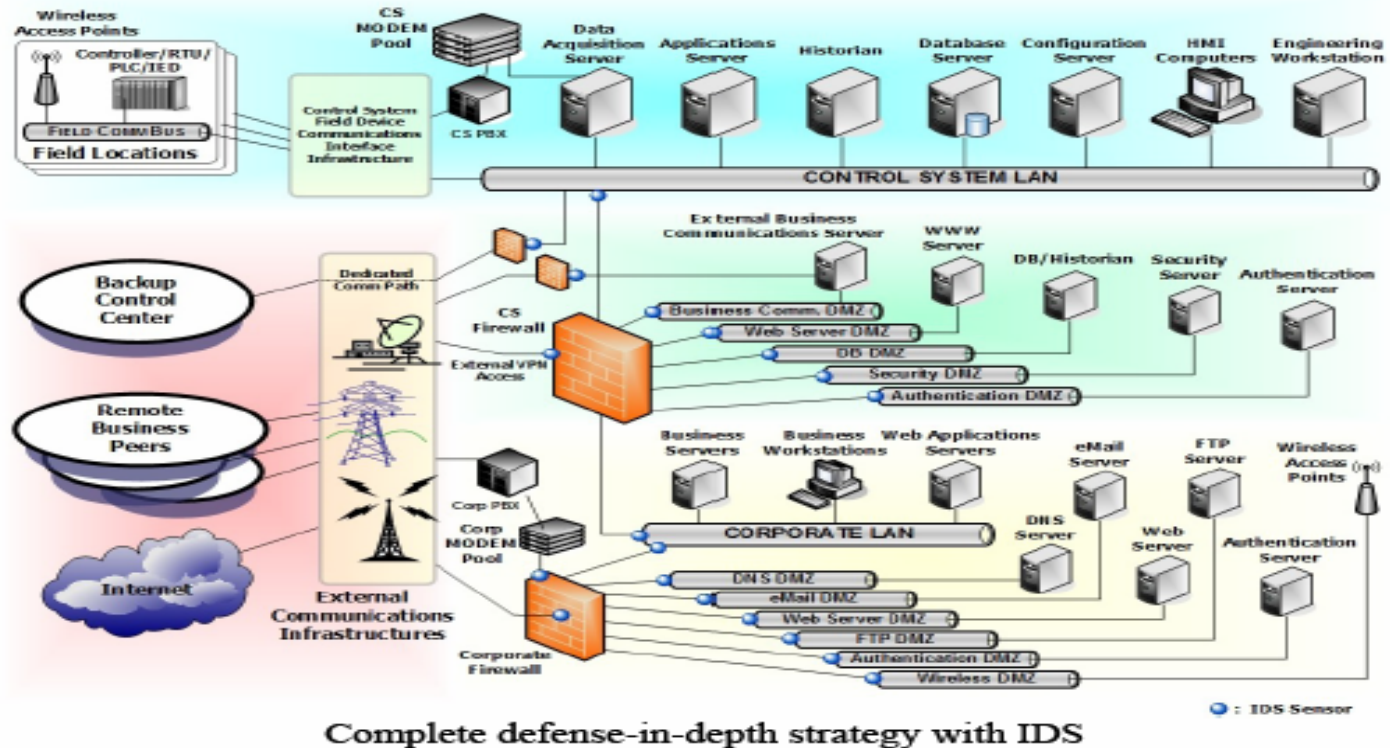 Wireless
Access Points
Controller/RTU/
PLC/IED
FIELD COMMBUS
Field Locations
Control System
Field Device
Communications
Interface
Infrastructure
CS
MODEM
Pool
CS PBX
Data
Acquisition
Server
Applications
Server
Historian
Database
Server
Configuration
Server
HMI
Computers
Engineering
Workstation
CONTROL SYSTEM LAN
Backup
Control
Center
Dedicated
Comm Path
External Business
Communications Server
WWW
Server
DB/Historian
Security
Server
Authentication
Server
CS
Firewall
External VPN
Access
Business Comm. DMZ
Web Server DMZ
DB DMZ
Security DMZ
Authentication DMZ
Remote
Business
Peers
Internet
External
Communications
Infrastructures
Corp PBX
Corp
MODEM
Pool
Business
Servers
Business
Workstations
Web Applications
Servers
eMail
Server
FTP
Server
Wireless
Access
Points
CORPORATE LAN
DNS
Server
Web
Server
Authentication
Server
DNS DMZ
eMail DMZ
Web Server DMZ
FTP DMZ
Authentication DMZ
Wireless DMZ
Corporate
Firewall
: IDS Sensor
Complete defense-in-depth strategy with IDS